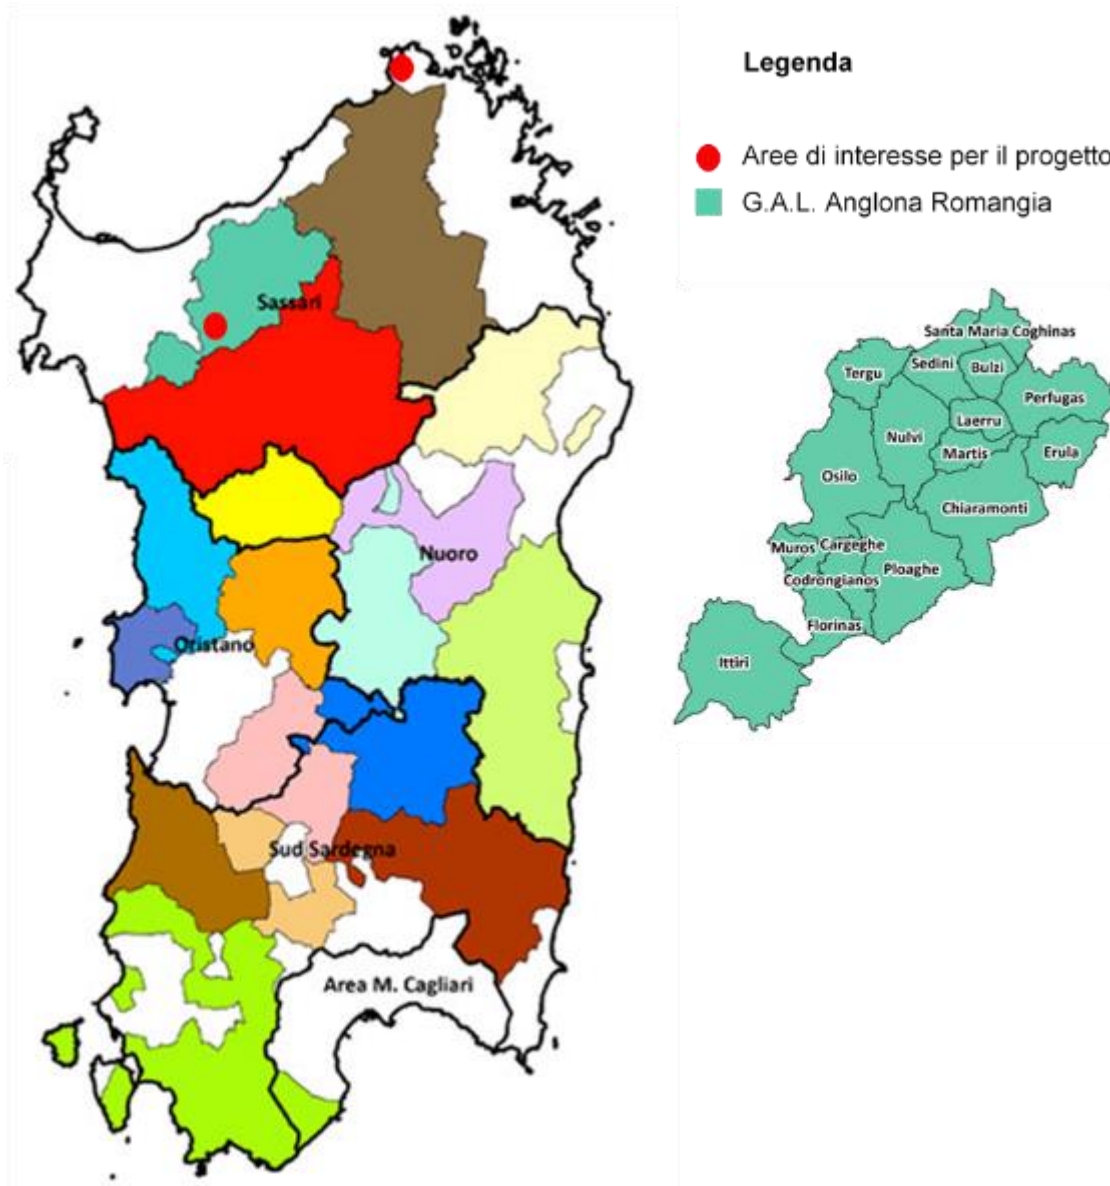 Legenda
Aree di interesse per il progetto
G.A.L. Anglona Romangia
Sassari
Nuoro
Oristano
Sud Sardegna
Area M. Cagliari
Santa Maria Coghinas
Sedini
Bulzi
Tergu
Perfugas
Laerru
Nulvi
Martis
Erula
Osilo
Chiaramonti
Muros
Cargeghe
Ploaghe
Codrongianos
Florinas
Ittiri